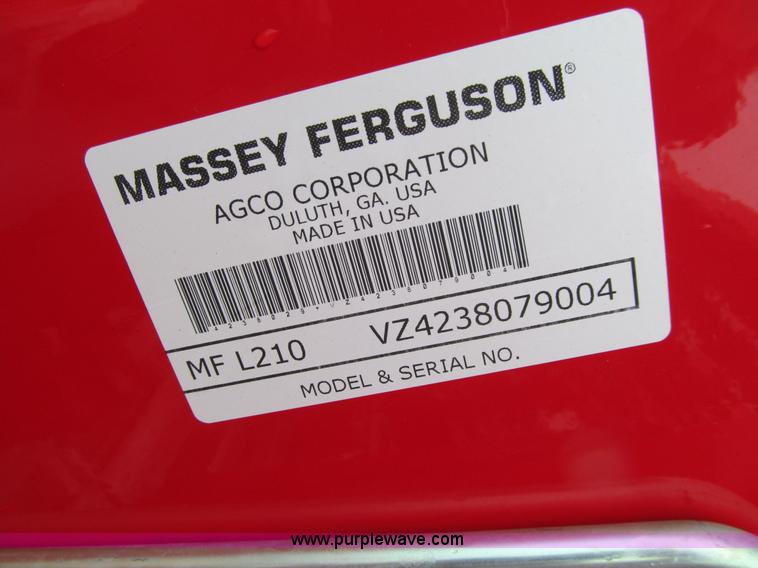 MASSEY FERGUSON®
AGCO CORPORATION
DULUTH, GA. USA
MADE IN USA
MF L210 VZ4238079004
MODEL & SERIAL NO.
www.purplewave.com